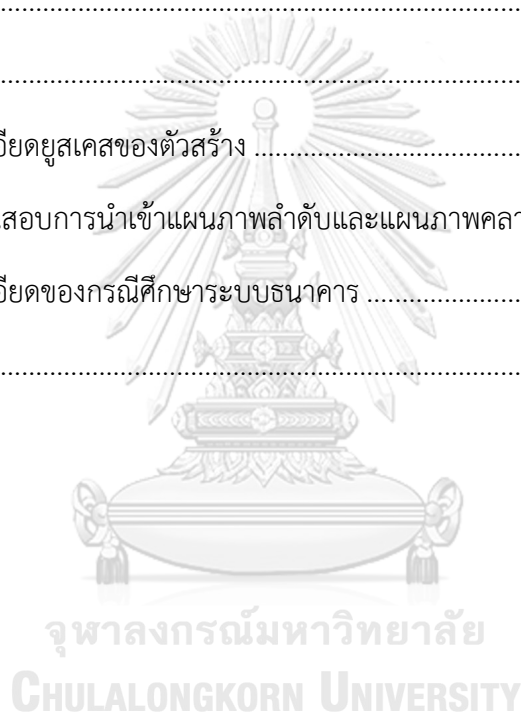 ....................................................................
....................................................................
อียดยูสเคสของตัวสร้าง ....................................
สอบการนำเข้าแผนภาพลำดับและแผนภาพคลา
อียดของกรณีศึกษาระบบธนาคาร ....................
....................................................................
จุฬาลงกรณ์มหาวิทยาลัย
CHULALONGKORN UNIVERSITY